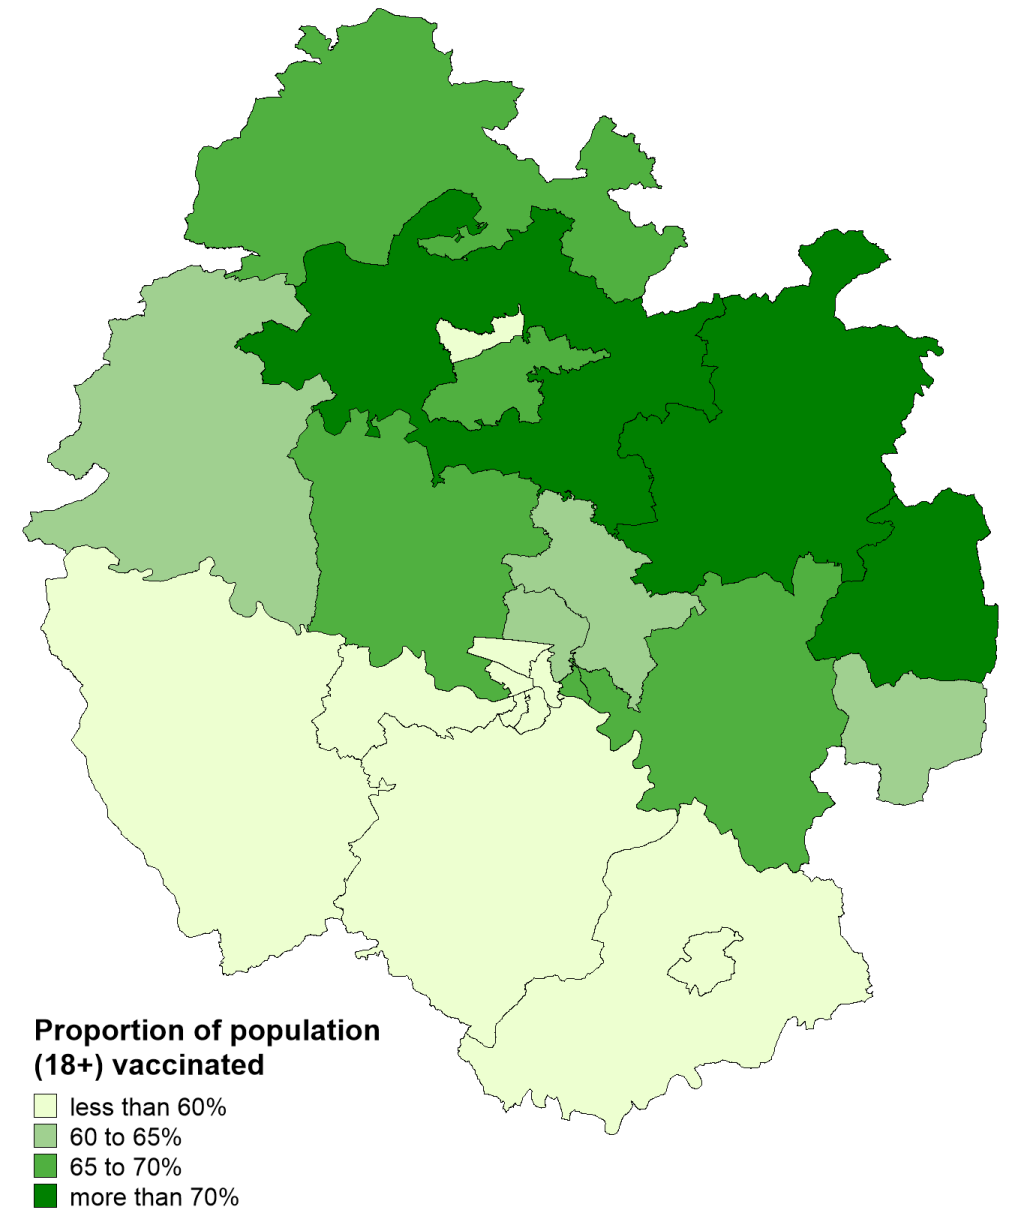 Proportion of population
(18+) vaccinated
less than 60%
60 to 65%
65 to 70%
more than 70%